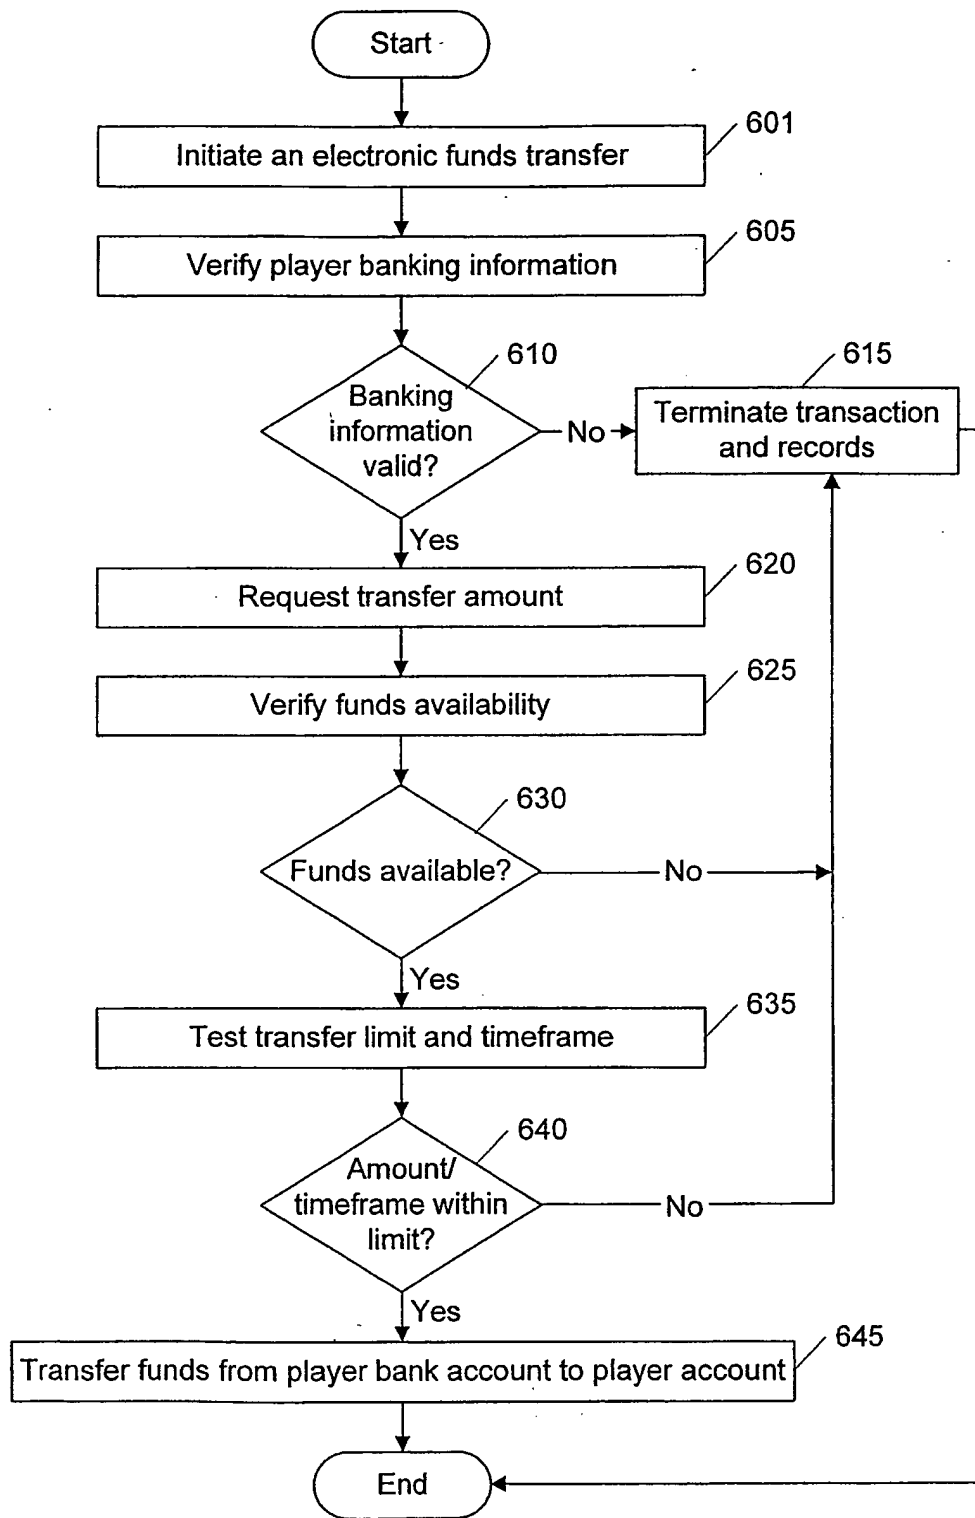 Start
601
Initiate an electronic funds transfer
605
Verify player banking information
610
615
Banking
information
valid?
No
Terminate transaction
and records
Yes
620
Request transfer amount
625
Verify funds availability
630
Funds available?
No
Yes
635
Test transfer limit and timeframe
640
Amount/
timeframe within
limit?
No
Yes
645
Transfer funds from player bank account to player account
End